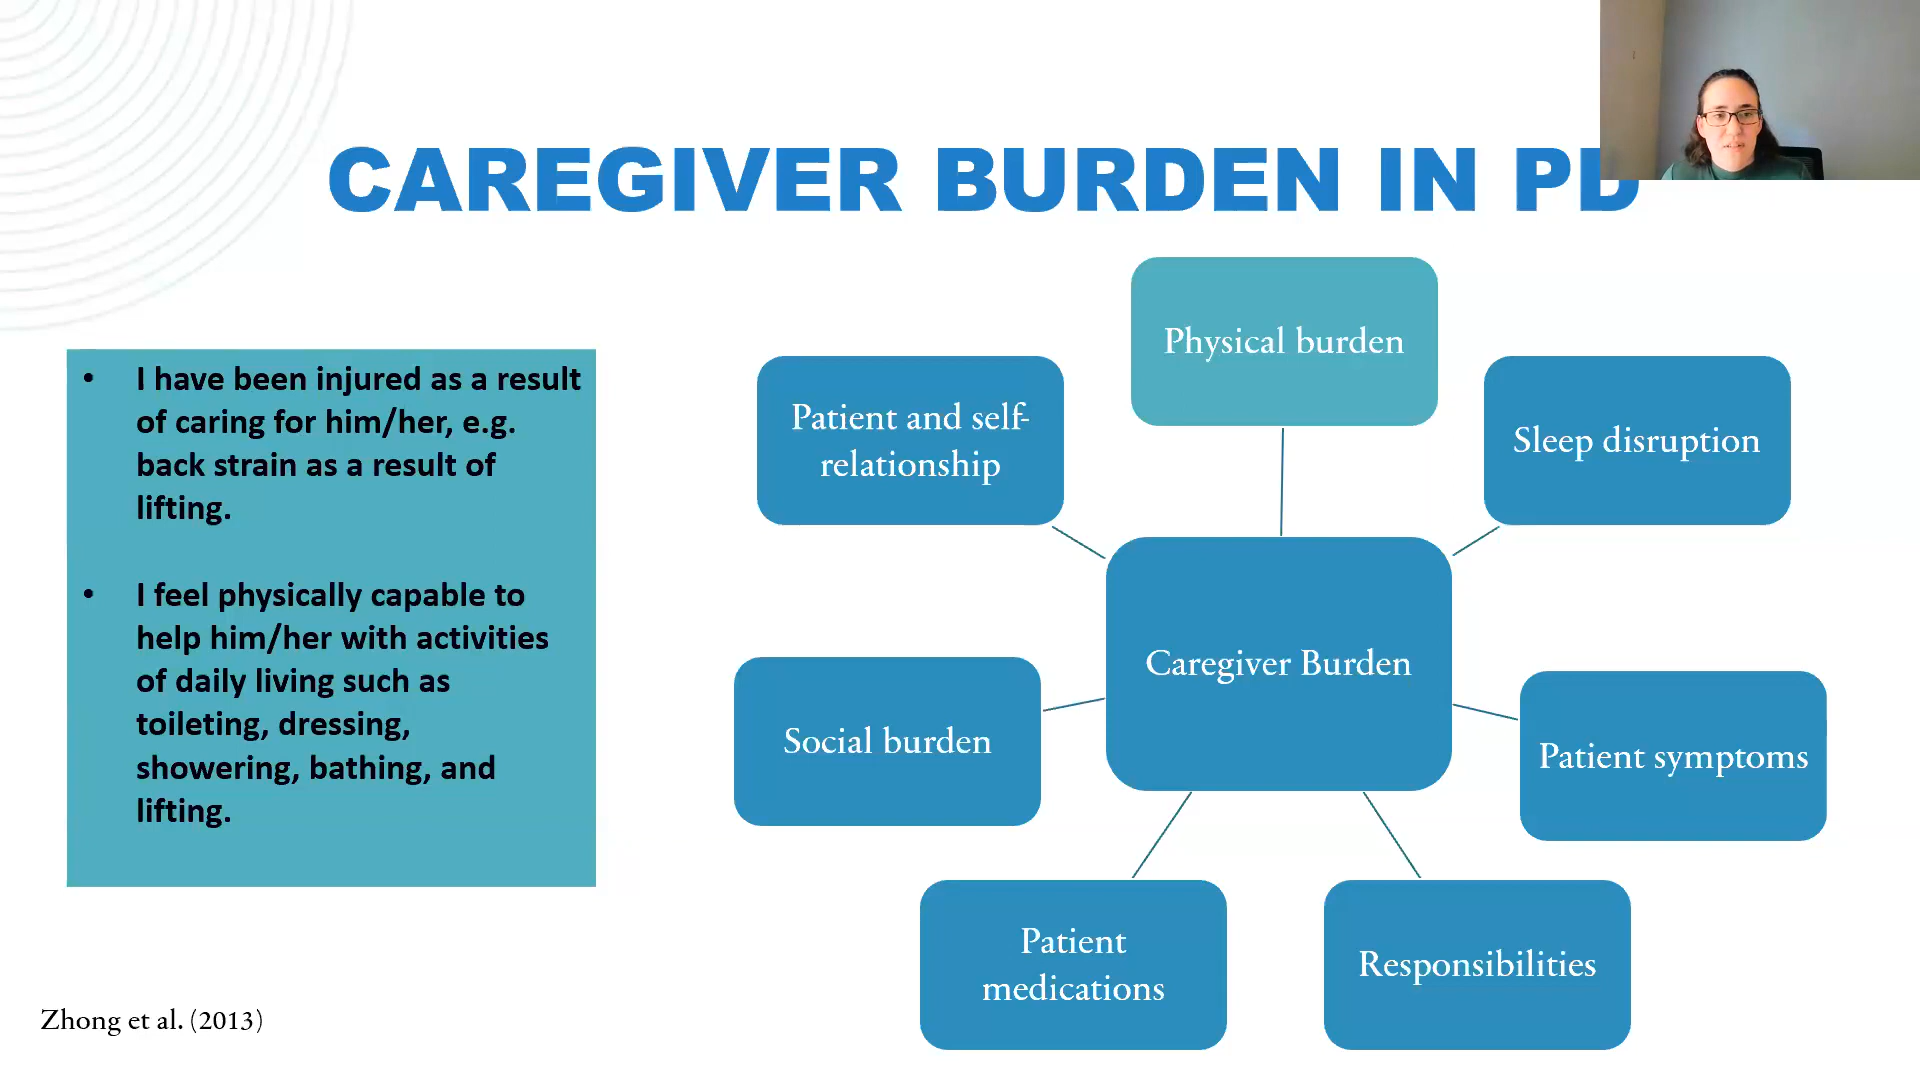 CAREGIVER BURDEN IN PD
• I have been injured as a result
of caring for him/her, e.g.
back strain as a result of
lifting.
• I feel physically capable to
help him/her with activities
of daily living such as
toileting, dressing,
showering, bathing, and
lifting.
Physical burden
Patient and self-
relationship
Sleep disruption
Caregiver Burden
Social burden
Patient symptoms
Patient
medications
Responsibilities
Zhong et al. (2013)